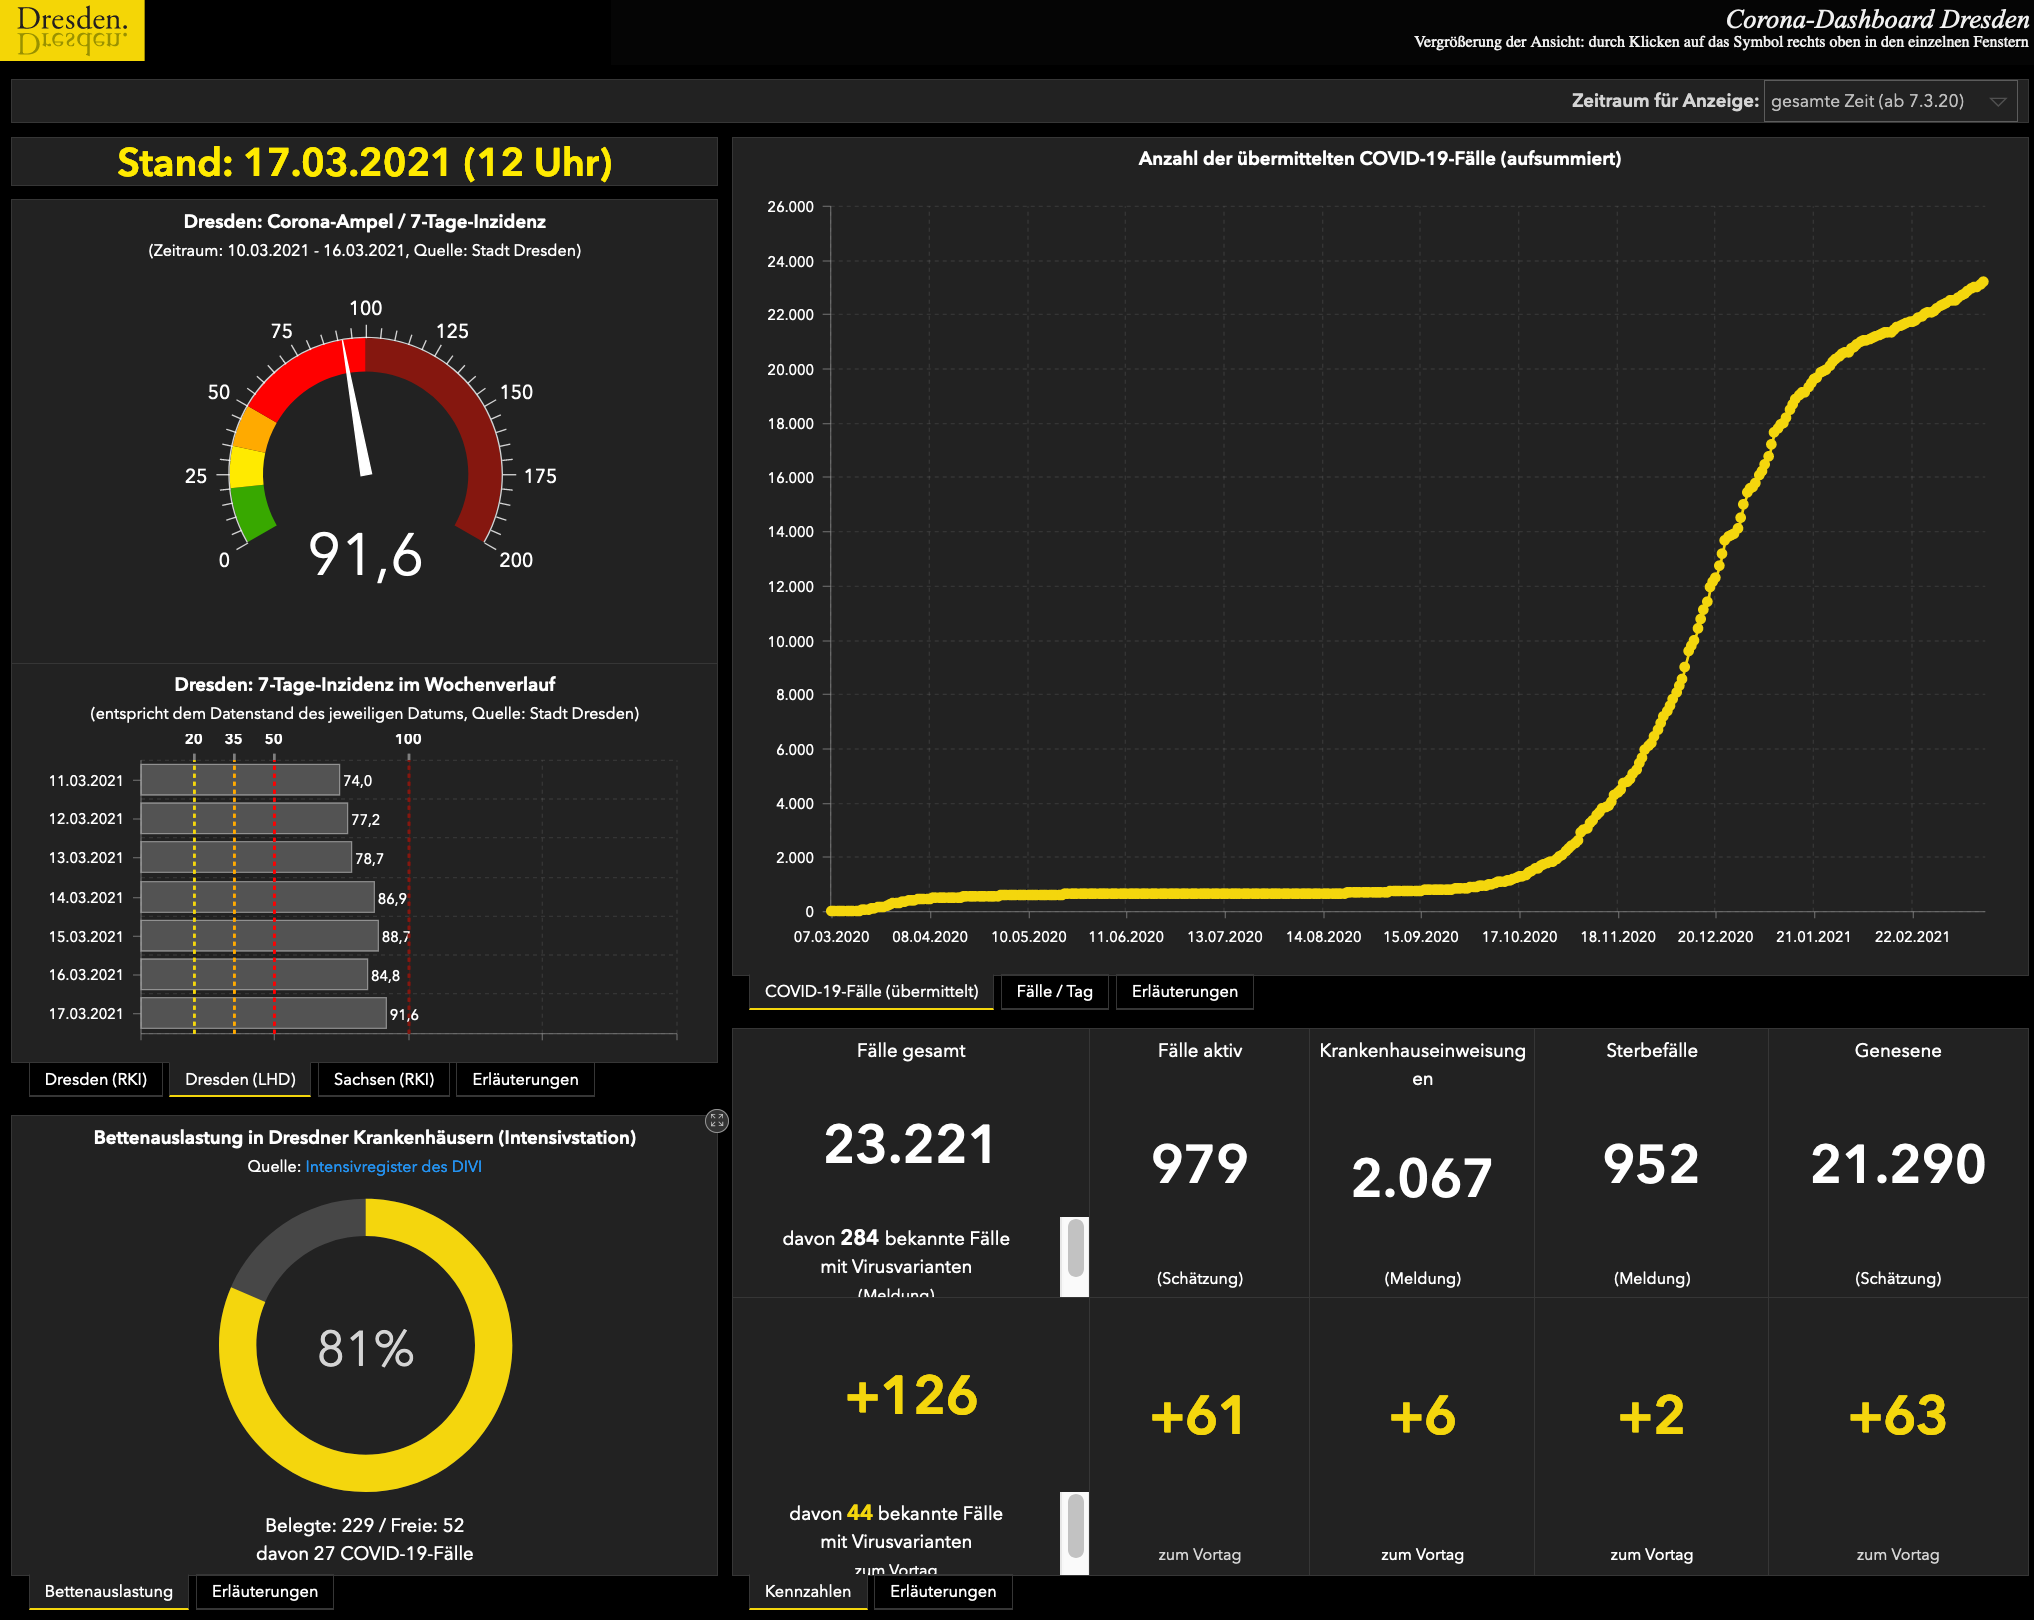 Dresden.
Dresden.
Corona-Dashboard Dresden
Vergrößerung der Ansicht: durch Klicken auf das Symbol rechts oben in den einzelnen Fenstern
Zeitraum für Anzeige: gesamte Zeit (ab 7.3.20)
Stand: 17.03.2021 (12 Uhr)
Dresden: Corona-Ampel / 7-Tage-Inzidenz
(Zeitraum: 10.03.2021 - 16.03.2021, Quelle: Stadt Dresden)
0
25
50
75
100
125
150
175
200
91,6
Dresden: 7-Tage-Inzidenz im Wochenverlauf
(entspricht dem Datenstand des jeweiligen Datums, Quelle: Stadt Dresden)
20 35 50 100
11.03.2021 74,0
12.03.2021 77,2
13.03.2021 78,7
14.03.2021 86,9
15.03.2021 88,7
16.03.2021 84,8
17.03.2021 91,6
Dresden (RKI) Dresden (LHD) Sachsen (RKI) Erläuterungen
Bettenauslastung in Dresdner Krankenhäusern (Intensivstation)
Quelle: Intensivregister des DIVI
81%
Belegte: 229 / Freie: 52
davon 27 COVID-19-Fälle
Bettenauslastung Erläuterungen
Anzahl der übermittelten COVID-19-Fälle (aufsummiert)
26.000
24.000
22.000
20.000
18.000
16.000
14.000
12.000
10.000
8.000
6.000
4.000
2.000
0
07.03.2020 08.04.2020 10.05.2020 11.06.2020 13.07.2020 14.08.2020 15.09.2020 17.10.2020 18.11.2020 20.12.2020 21.01.2021 22.02.2021
COVID-19-Fälle (übermittelt) Fälle / Tag Erläuterungen
Fälle gesamt
23.221
davon 284 bekannte Fälle
mit Virusvarianten
(Meldung)
Fälle aktiv
979
(Schätzung)
Krankenhauseinweisung
en
2.067
(Meldung)
Sterbefälle
952
(Meldung)
Genesene
21.290
(Schätzung)
+126
davon 44 bekannte Fälle
mit Virusvarianten
zum Vortag
+61
zum Vortag
+6
zum Vortag
+2
zum Vortag
+63
zum Vortag
Kennzahlen Erläuterungen